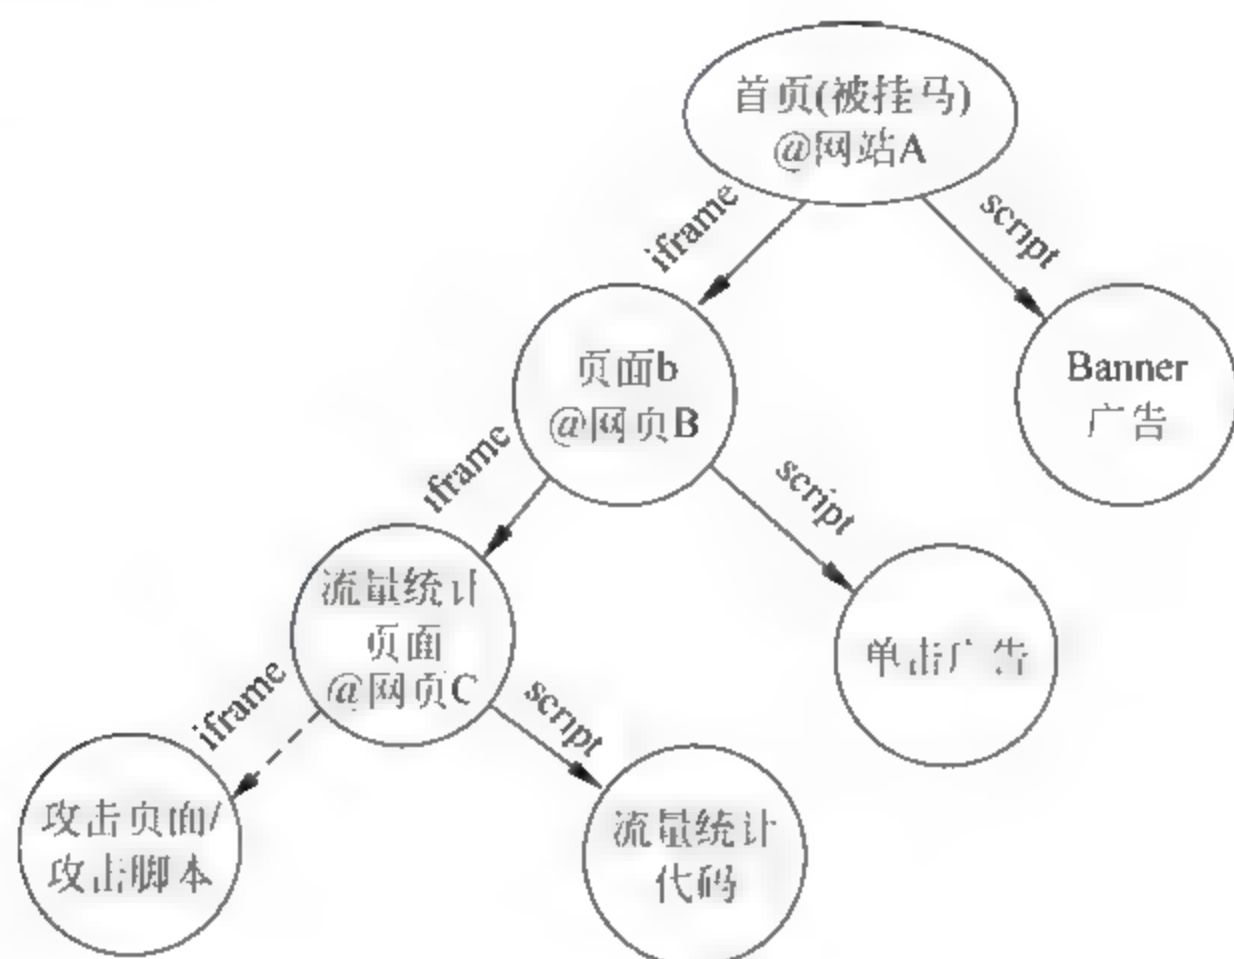 首页(被挂马)
@网站A
iframe
script
页面b
@网页B
Banner
广告
iframe
script
流量统计
页面
@网页C
单击广告
iframe
script
攻击页面/
攻击脚本
流量统计
代码